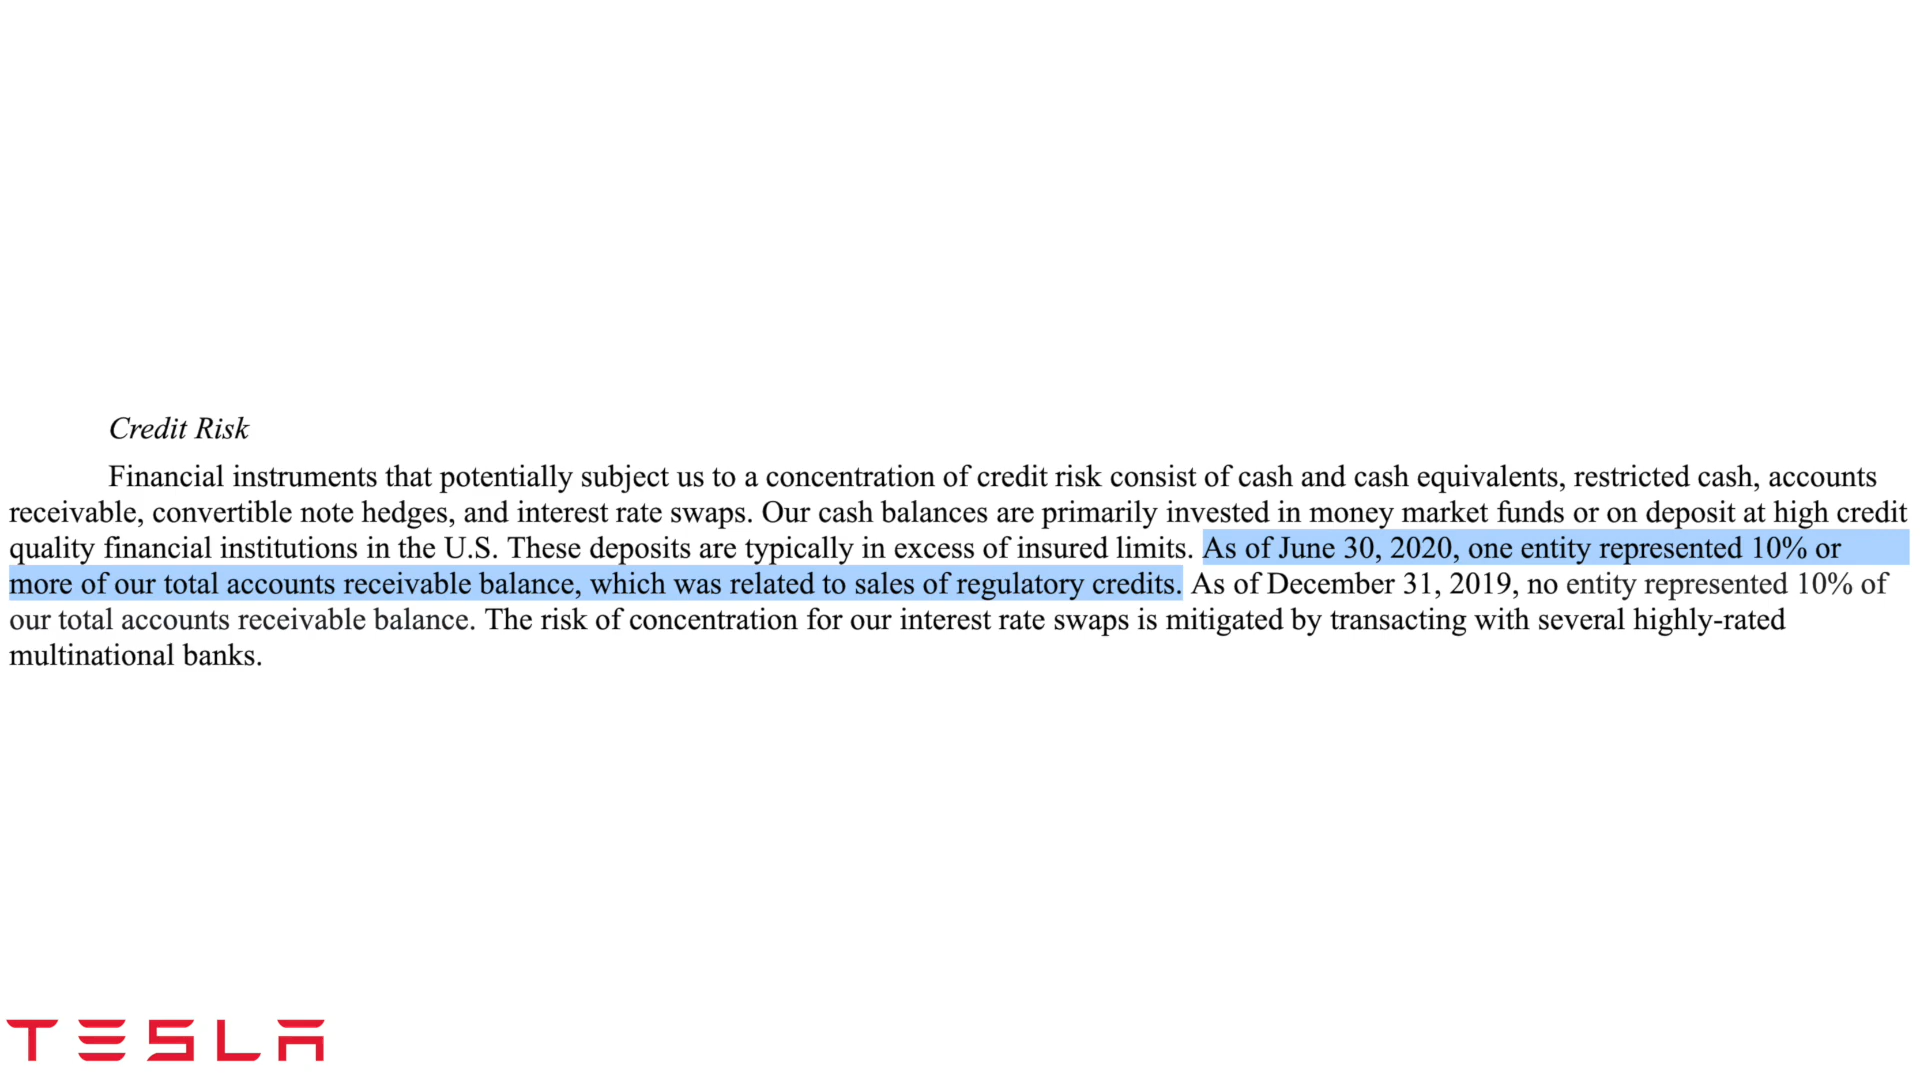 Credit Risk
Financial instruments that potentially subject us to a concentration of credit risk consist of cash and cash equivalents, restricted cash, accounts
receivable, convertible note hedges, and interest rate swaps. Our cash balances are primarily invested in money market funds or on deposit at high credit
quality financial institutions in the U.S. These deposits are typically in excess of insured limits. As of June 30, 2020, one entity represented 10% or
more of our total accounts receivable balance, which was related to sales of regulatory credits. As of December 31, 2019, no entity represented 10% of
our total accounts receivable balance. The risk of concentration for our interest rate swaps is mitigated by transacting with several highly-rated
multinational banks.
TESLA